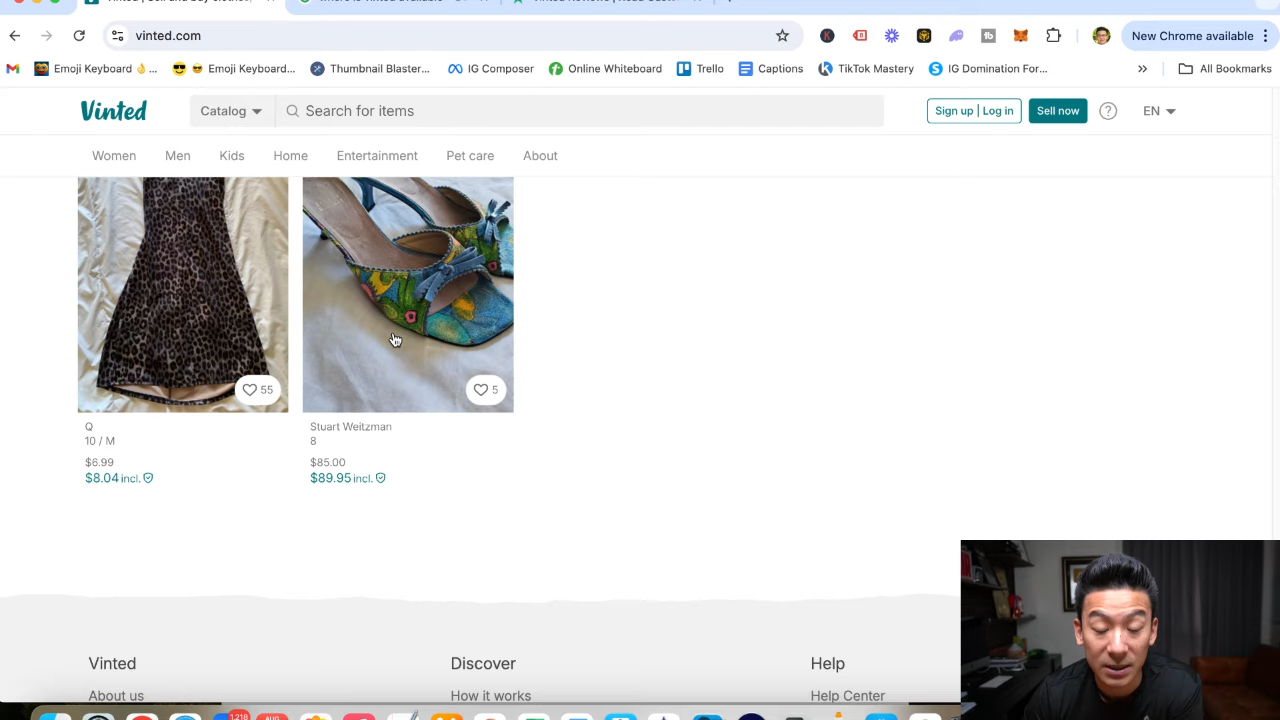 vinted.com
New Chrome available
Emoji Keyboard 👌 ...
😎 Emoji Keyboard...
Thumbnail Blaster...
IG Composer
Online Whiteboard
Trello
Captions
TikTok Mastery
IG Domination For...
All Bookmarks
Vinted
Catalog
Search for items
Sign up | Log in
Sell now
EN
Women
Men
Kids
Home
Entertainment
Pet care
About
55
5
Q
10 / M
$6.99
$8.04 incl.
Stuart Weitzman
8
$85.00
$89.95 incl.
Vinted
Discover
Help
About us
How it works
Help Center
1,218
AUG